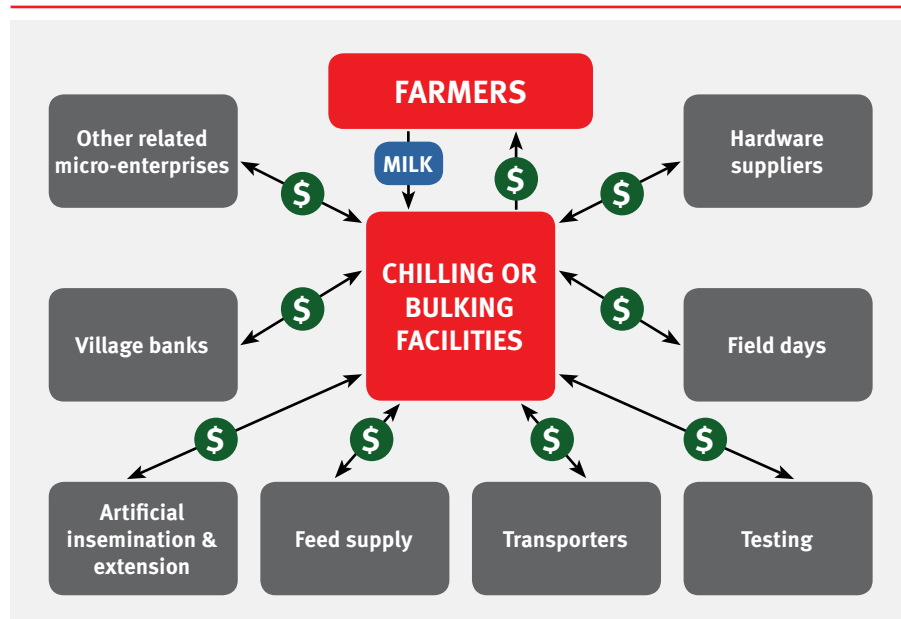 FARMERS
Other related
micro-enterprises
MILK
$
$
$
Hardware
suppliers
CHILLING OR
BULKING
FACILITIES
Village banks
$
$
Field days
$
$
$
$
Artificial
insemination &
extension
Feed supply
Transporters
Testing